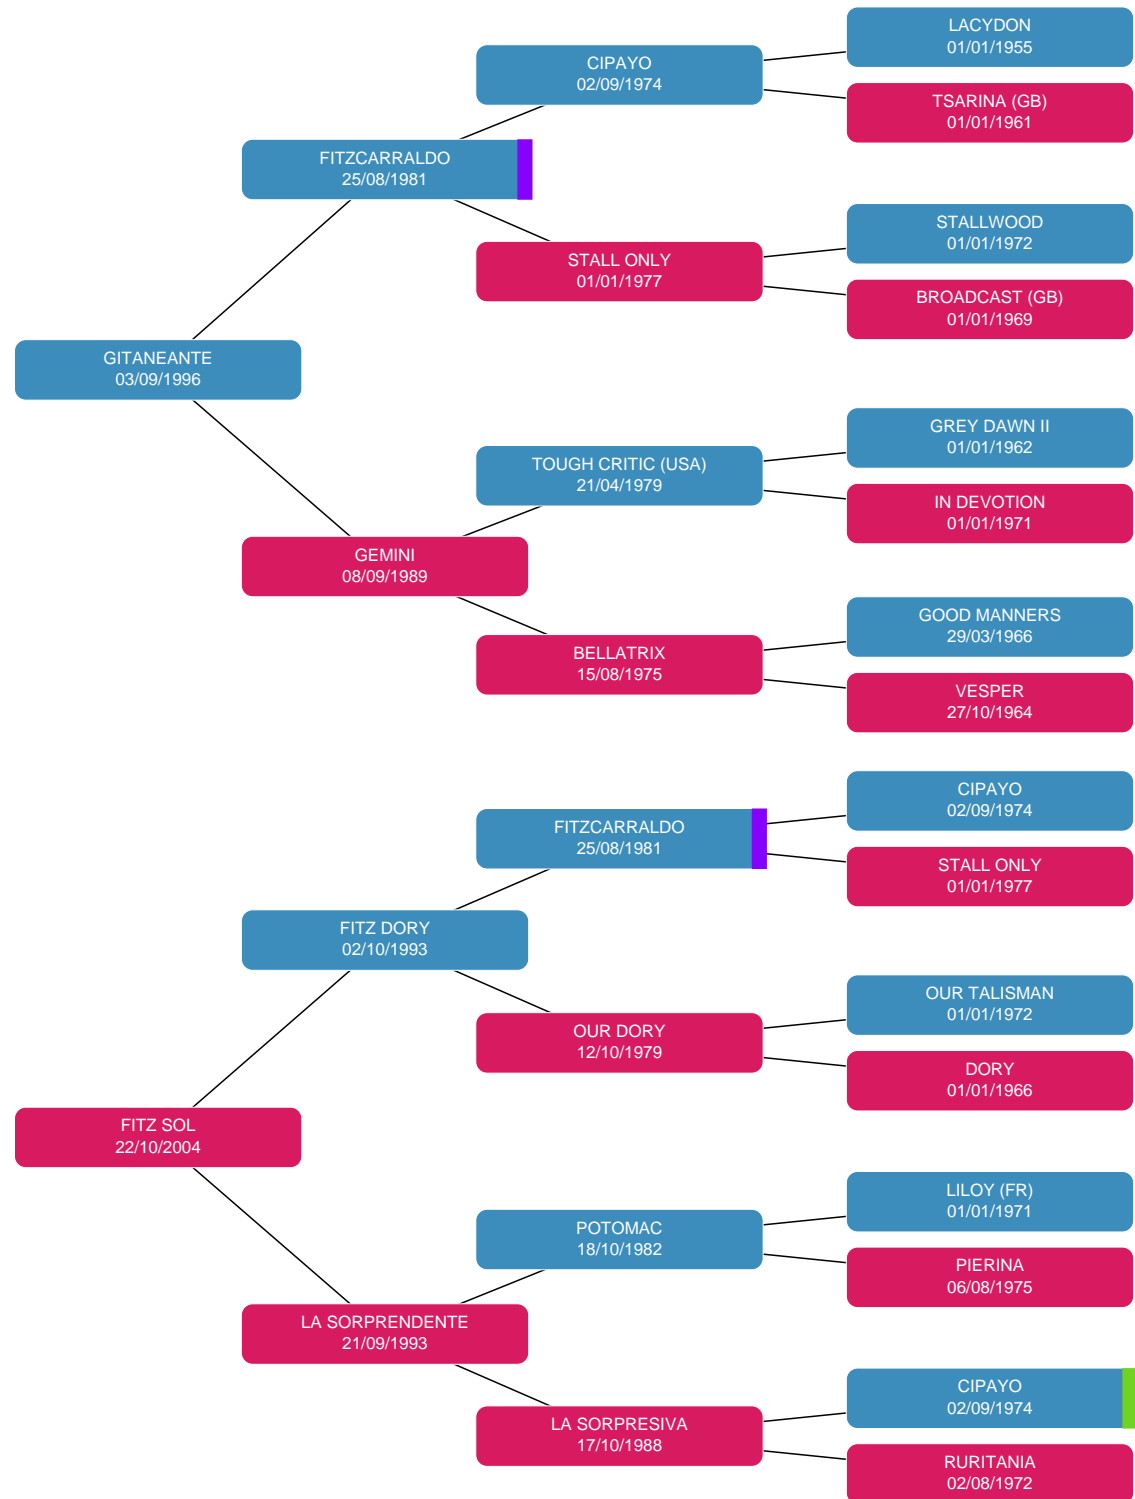 LACYDON
01/01/1955
CIPAYO
02/09/1974
TSARINA (GB)
01/01/1961
FITZCARRALDO
25/08/1981
STALLWOOD
01/01/1972
STALL ONLY
01/01/1977
BROADCAST (GB)
01/01/1969
GITANEANTE
03/09/1996
GREY DAWN II
01/01/1962
TOUGH CRITIC (USA)
21/04/1979
IN DEVOTION
01/01/1971
GEMINI
08/09/1989
GOOD MANNERS
29/03/1966
BELLATRIX
15/08/1975
VESPER
27/10/1964
CIPAYO
02/09/1974
FITZCARRALDO
25/08/1981
STALL ONLY
01/01/1977
FITZ DORY
02/10/1993
OUR TALISMAN
01/01/1972
OUR DORY
12/10/1979
DORY
01/01/1966
FITZ SOL
22/10/2004
LILOY (FR)
01/01/1971
POTOMAC
18/10/1982
PIERINA
06/08/1975
LA SORPRENDENTE
21/09/1993
CIPAYO
02/09/1974
LA SORPRESIVA
17/10/1988
RURITANIA
02/08/1972